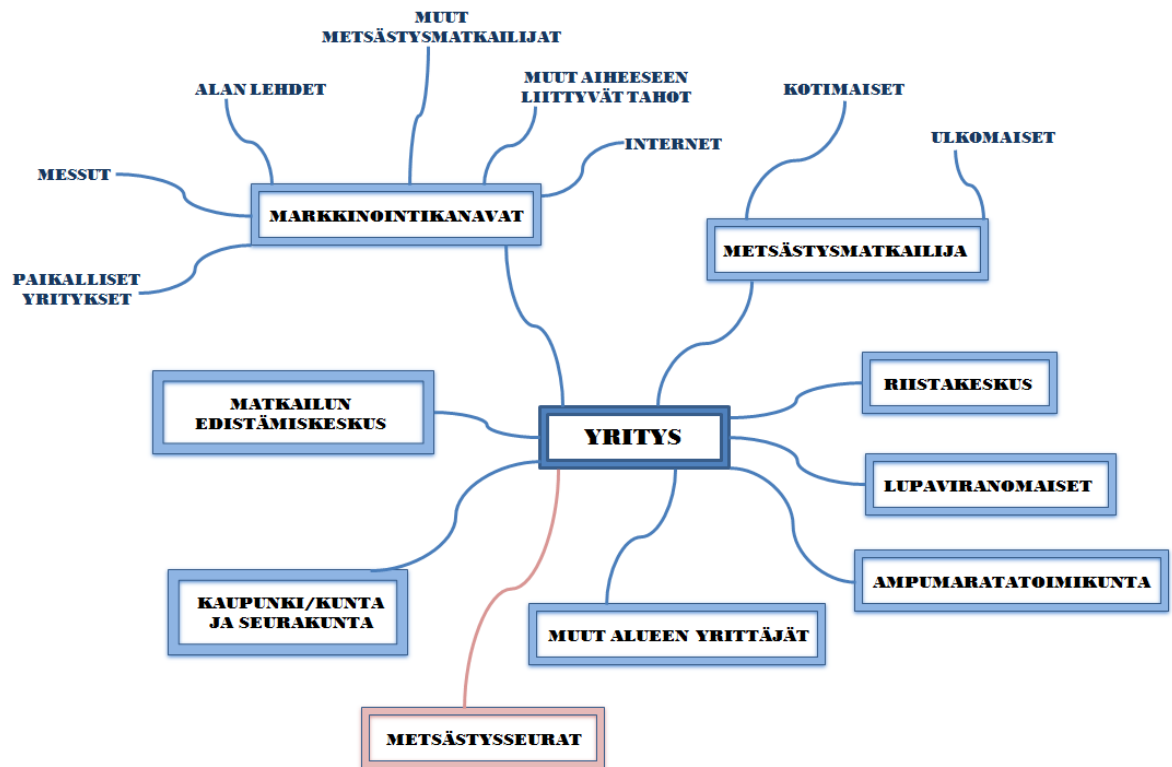 MUUT
METSÄSTYSMATKAILIJAT
ALAN LEHDET
MUUT AIHEESEEN
LIITTYVÄT TAHOT
KOTIMAISET
INTERNET
ULKOMAISET
MESSUT
MARKKINOINTIKANAVAT
METSÄSTYSMATKAILIJA
PAIKALLISET
YRITYKSET
RIISTAKESKUS
MATKAILUN
EDISTÄMISKESKUS
YRITYS
LUPAVIRANOMAISET
AMPUMARATATOIMIKUNTA
KAUPUNKI/KUNTA
JA SEURAKUNTA
MUUT ALUEEN YRITTÄJÄT
METSÄSTYSSEURAT